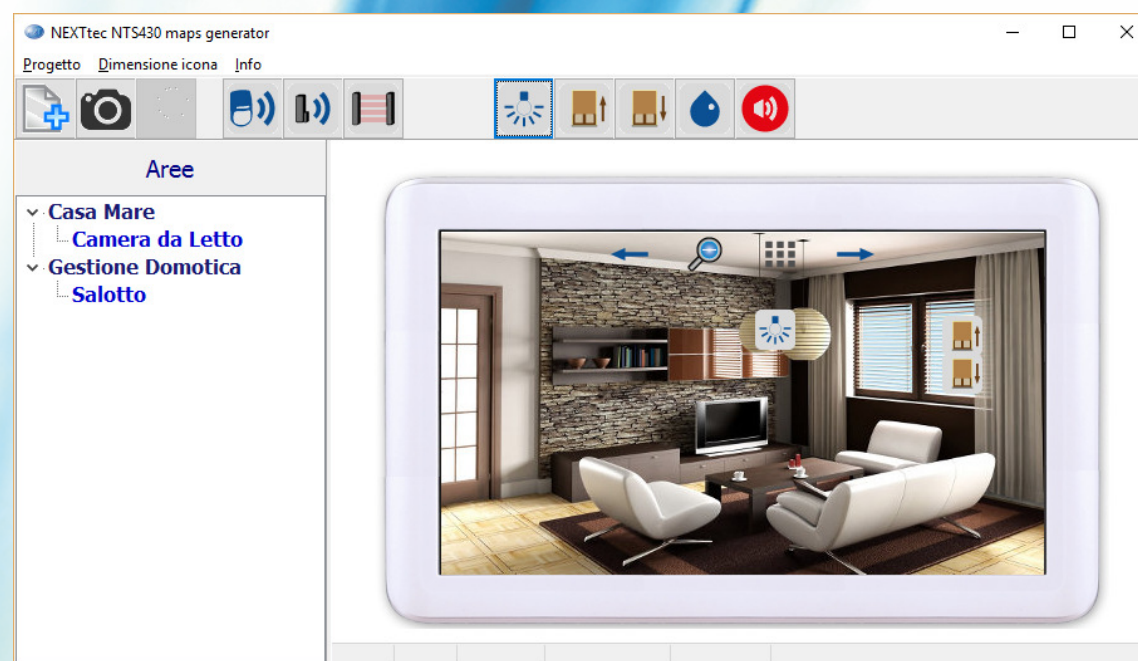 NEXTtec NTS430 maps generator
Progetto Dimensione icona Info
Aree
Casa Mare
Camera da Letto
Gestione Domotica
Salotto